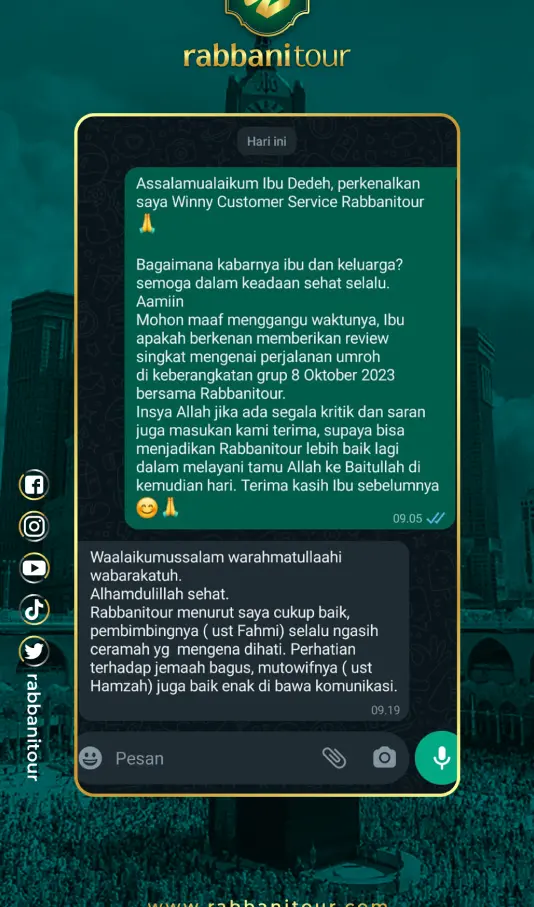 rabbanitour
Hari ini
Assalamualaikum Ibu Dedeh, perkenalkan
saya Winny Customer Service Rabbanitour
🙏
Bagaimana kabarnya ibu dan keluarga?
semoga dalam keadaan sehat selalu.
Aamiin
Mohon maaf menggangu waktunya, Ibu
apakah berkenan memberikan review
singkat mengenai perjalanan umroh
di keberangkatan grup 8 Oktober 2023
bersama Rabbanitour.
Insya Allah jika ada segala kritik dan saran
juga masukan kami terima, supaya bisa
menjadikan Rabbanitour lebih baik lagi
dalam melayani tamu Allah ke Baitullah di
kemudian hari. Terima kasih Ibu sebelumnya
😊🙏
09.05
Waalaikumussalam warahmatullaahi
wabarakatuh.
Alhamdulillah sehat.
Rabbanitour menurut saya cukup baik,
pembimbingnya ( ust Fahmi) selalu ngasih
ceramah yg  mengena dihati. Perhatian
terhadap jemaah bagus, mutowifnya ( ust
Hamzah) juga baik enak di bawa komunikasi.
09.19
Pesan
rabbanitour
www.rabbanitour.com